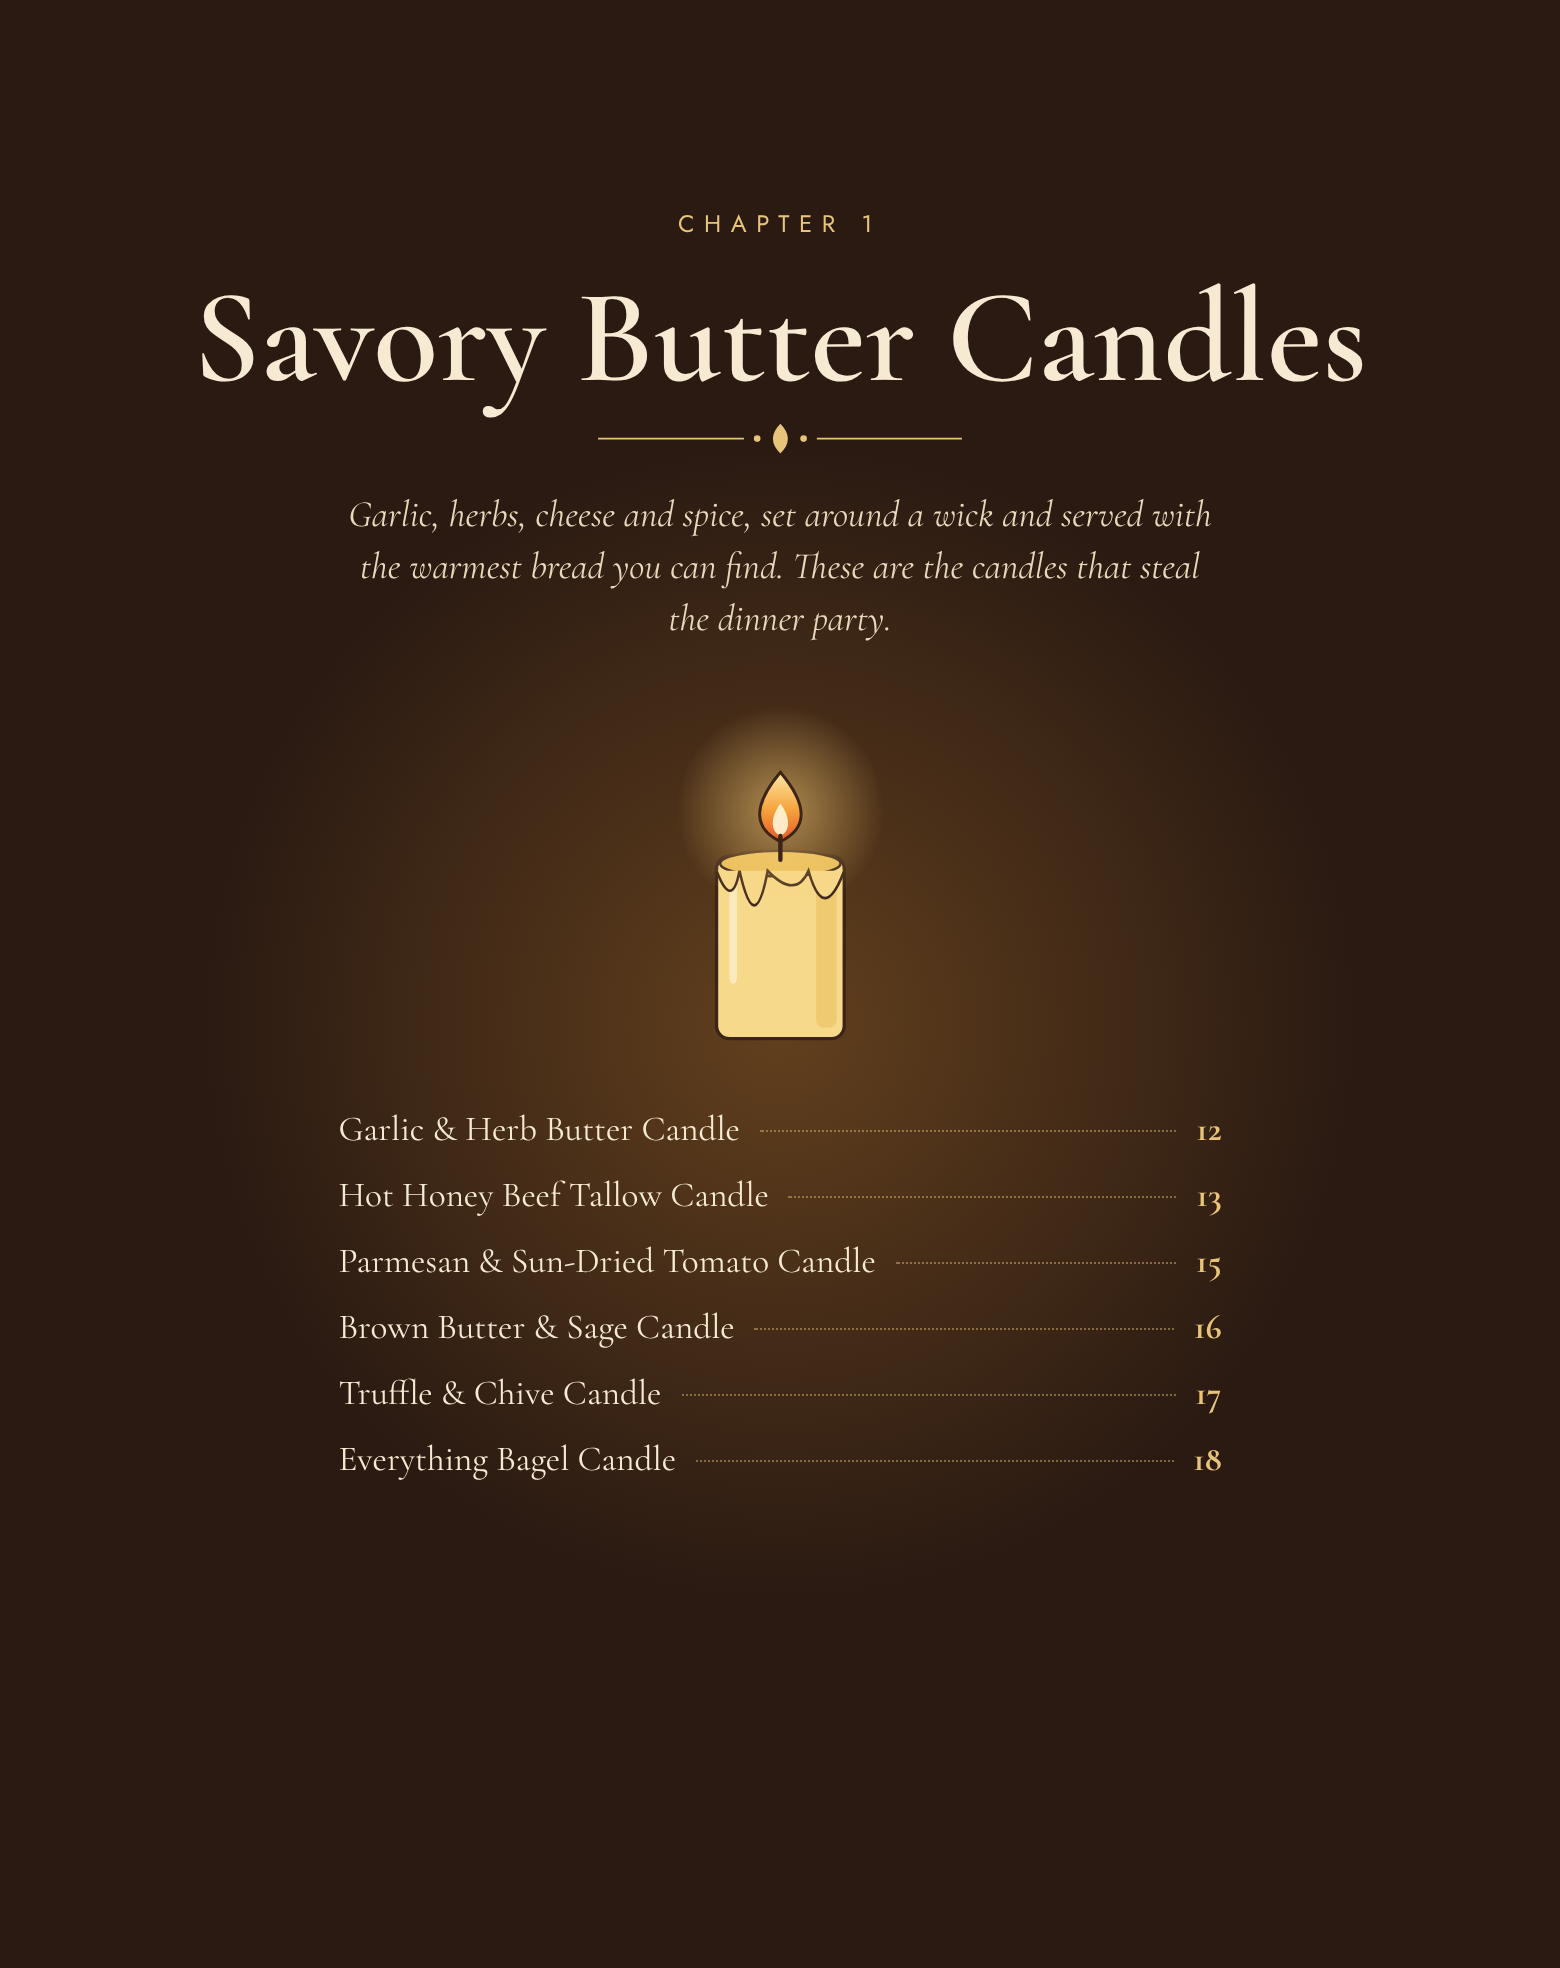 CHAPTER 1
Savory Butter Candles
Garlic, herbs, cheese and spice, set around a wick and served with
the warmest bread you can find. These are the candles that steal
the dinner party.
Garlic & Herb Butter Candle 12
Hot Honey Beef Tallow Candle 13
Parmesan & Sun-Dried Tomato Candle 15
Brown Butter & Sage Candle 16
Truffle & Chive Candle 17
Everything Bagel Candle 18